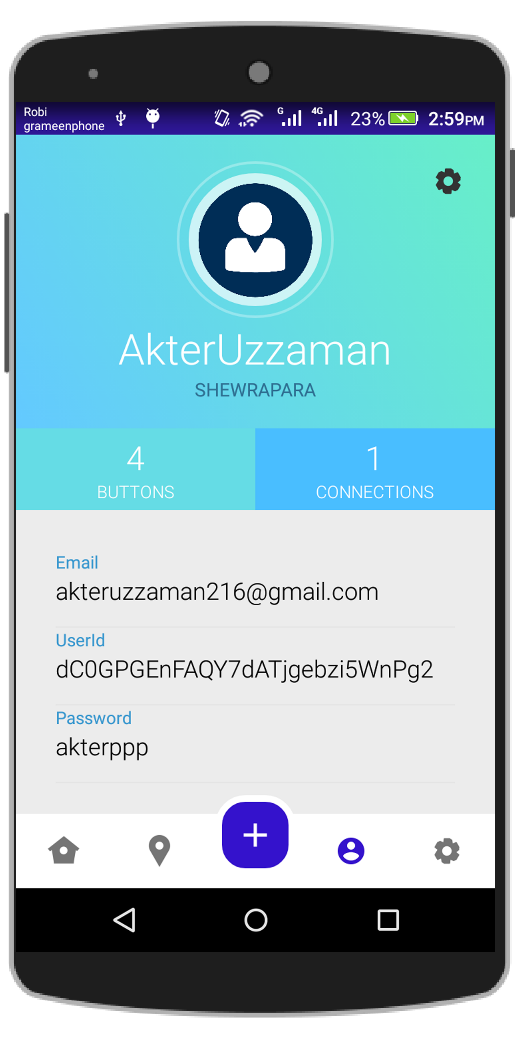 Robi
grameenphone
G
4G
23%
2:59PM
AkterUzzaman
SHEWRAPARA
4
1
BUTTONS
CONNECTIONS
Email
akteruzzaman216@gmail.com
UserId
dC0GPGEnFAQY7dATjgebzi5WnPg2
Password
akterppp